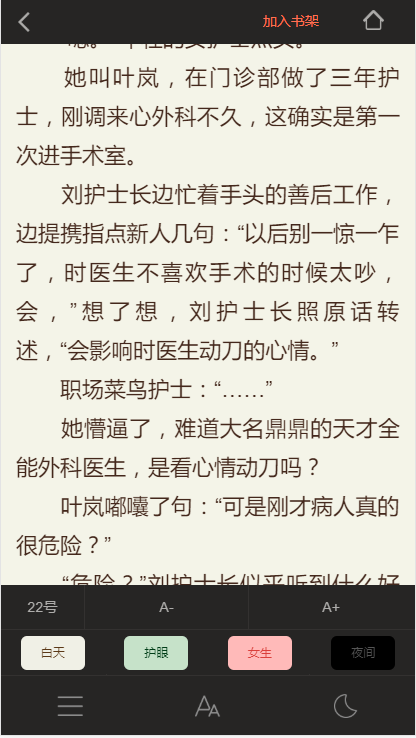 加入书架
她叫叶岚，在门诊部做了三年护
士，刚调来心外科不久，这确实是第一
次进手术室。
刘护士长边忙着手头的善后工作，
边提携指点新人几句：“以后别一惊一乍
了，时医生不喜欢手术的时候太吵，
会，”想了想，刘护士长照原话转
述，“会影响时医生动刀的心情。”
职场菜鸟护士：“……”
她懵逼了，难道大名鼎鼎的天才全
能外科医生，是看心情动刀吗？
叶岚嘟囔了句：“可是刚才病人真的
很危险？”
“危险？”刘护士长似乎听到什么好
22号 A- A+
白天 护眼 女生 夜间